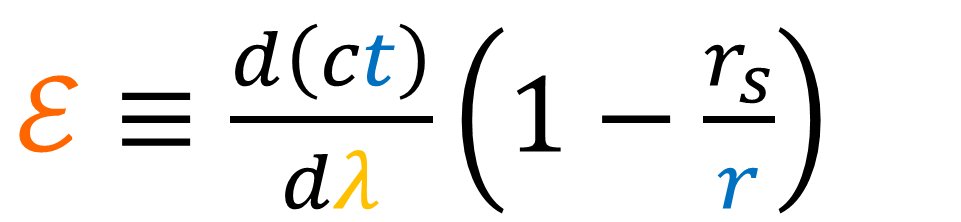 ℰ ≡ d(ct)/dλ (1 − r_s/r)